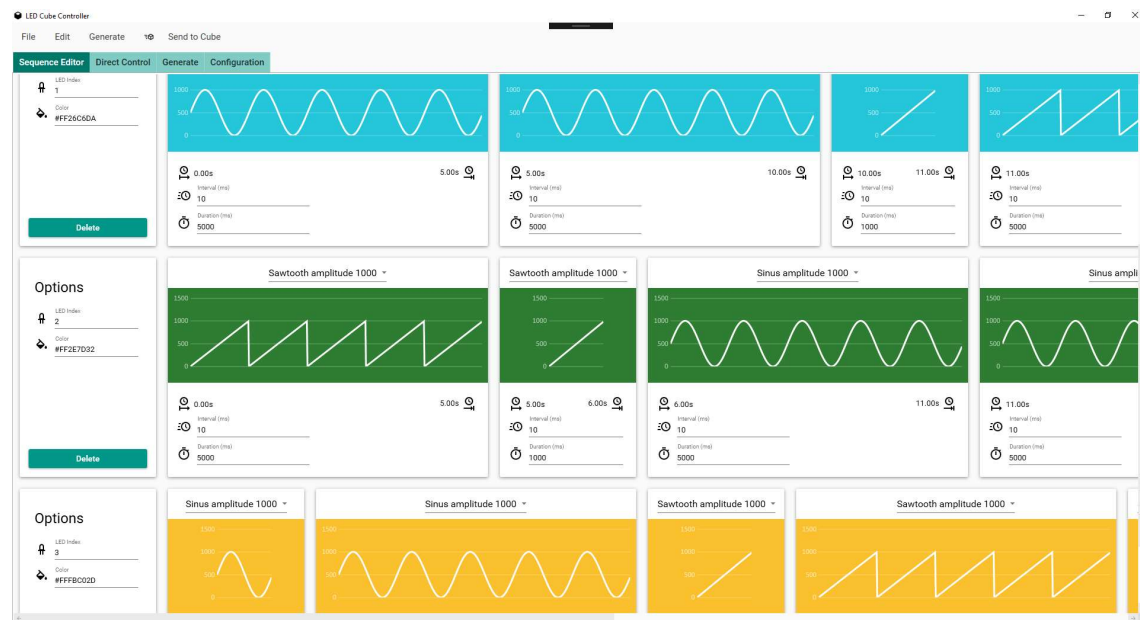 LED Cube Controller
File Edit Generate Send to Cube
Sequence Editor Direct Control Generate Configuration
LED Index
1
Color
#FF26C6DA
Delete
1000
500
0
0.00s 5.00s
Interval (ms)
10
Duration (ms)
5000
1000
500
0
5.00s 10.00s
Interval (ms)
10
Duration (ms)
5000
1000
500
0
10.00s 11.00s
Interval (ms)
10
Duration (ms)
1000
1000
500
0
11.00s
Interval (ms)
10
Duration (ms)
5000
Options
LED Index
2
Color
#FF2E7D32
Delete
Sawtooth amplitude 1000
1500
1000
500
0
0.00s 5.00s
Interval (ms)
10
Duration (ms)
5000
Sawtooth amplitude 1000
1500
1000
500
0
5.00s 6.00s
Interval (ms)
10
Duration (ms)
1000
Sinus amplitude 1000
1500
1000
500
0
6.00s 11.00s
Interval (ms)
10
Duration (ms)
5000
Sinus ampli
1500
1000
500
0
11.00s
Interval (ms)
10
Duration (ms)
5000
Options
LED Index
3
Color
#FFFBC02D
Sinus amplitude 1000
1500
1000
500
0
Sinus amplitude 1000
1500
1000
500
0
Sawtooth amplitude 1000
1500
1000
500
0
Sawtooth amplitude 1000
1500
1000
500
0